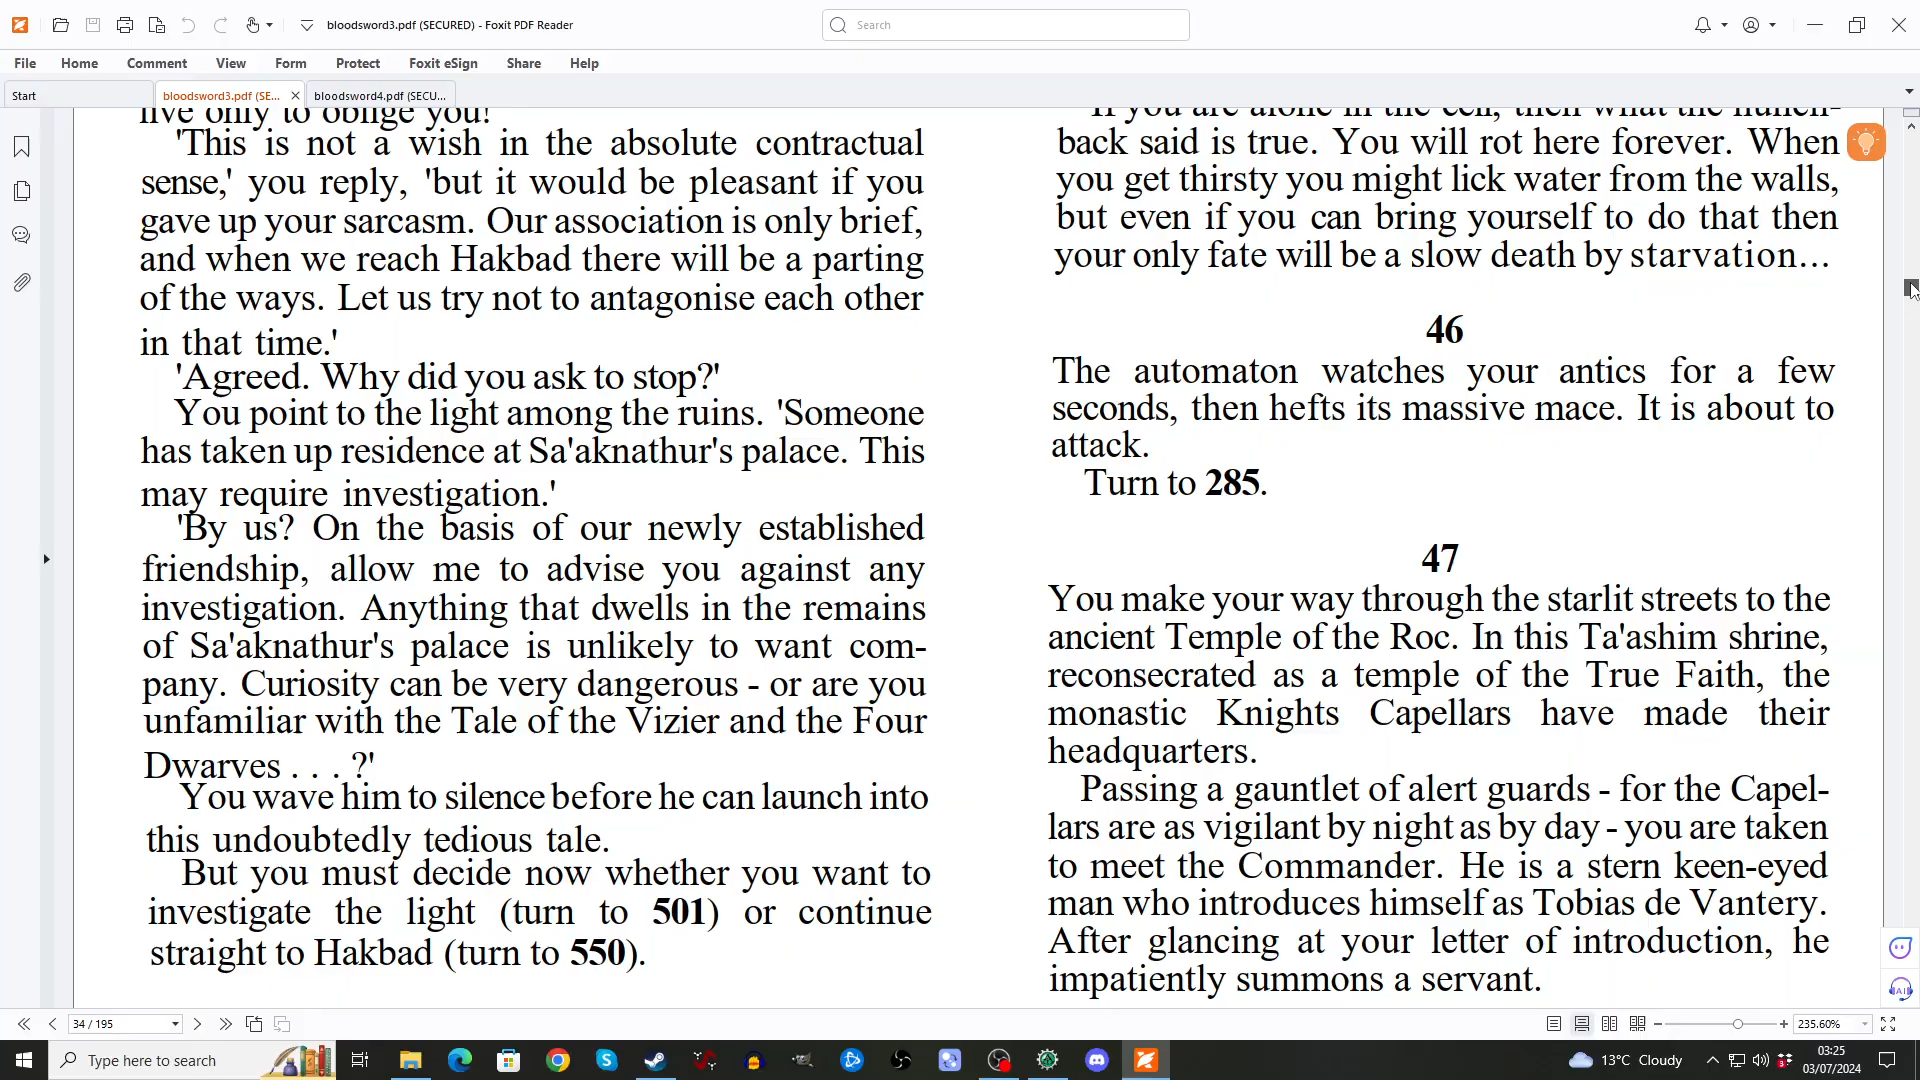 bloodsword3.pdf (SECURED) - Foxit PDF Reader
Search
File Home Comment View Form Protect Foxit eSign Share Help
Start
bloodsword3.pdf (SE...
bloodsword4.pdf (SECU...
live only to oblige you!
'This is not a wish in the absolute contractual
sense,' you reply, 'but it would be pleasant if you
gave up your sarcasm. Our association is only brief,
and when we reach Hakbad there will be a parting
of the ways. Let us try not to antagonise each other
in that time.'
'Agreed. Why did you ask to stop?'
You point to the light among the ruins. 'Someone
has taken up residence at Sa'aknathur's palace. This
may require investigation.'
'By us? On the basis of our newly established
friendship, allow me to advise you against any
investigation. Anything that dwells in the remains
of Sa'aknathur's palace is unlikely to want com-
pany. Curiosity can be very dangerous - or are you
unfamiliar with the Tale of the Vizier and the Four
Dwarves . . . ?'
You wave him to silence before he can launch into
this undoubtedly tedious tale.
But you must decide now whether you want to
investigate the light (turn to 501) or continue
straight to Hakbad (turn to 550).
If you are alone in the cell, then what the hunch-
back said is true. You will rot here forever. When
you get thirsty you might lick water from the walls,
but even if you can bring yourself to do that then
your only fate will be a slow death by starvation...
46
The automaton watches your antics for a few
seconds, then hefts its massive mace. It is about to
attack.
Turn to 285.
47
You make your way through the starlit streets to the
ancient Temple of the Roc. In this Ta'ashim shrine,
reconsecrated as a temple of the True Faith, the
monastic Knights Capellars have made their
headquarters.
Passing a gauntlet of alert guards - for the Capel-
lars are as vigilant by night as by day - you are taken
to meet the Commander. He is a stern keen-eyed
man who introduces himself as Tobias de Vantery.
After glancing at your letter of introduction, he
impatiently summons a servant.
34 / 195
235.60%
Type here to search
13°C Cloudy
03:25
03/07/2024